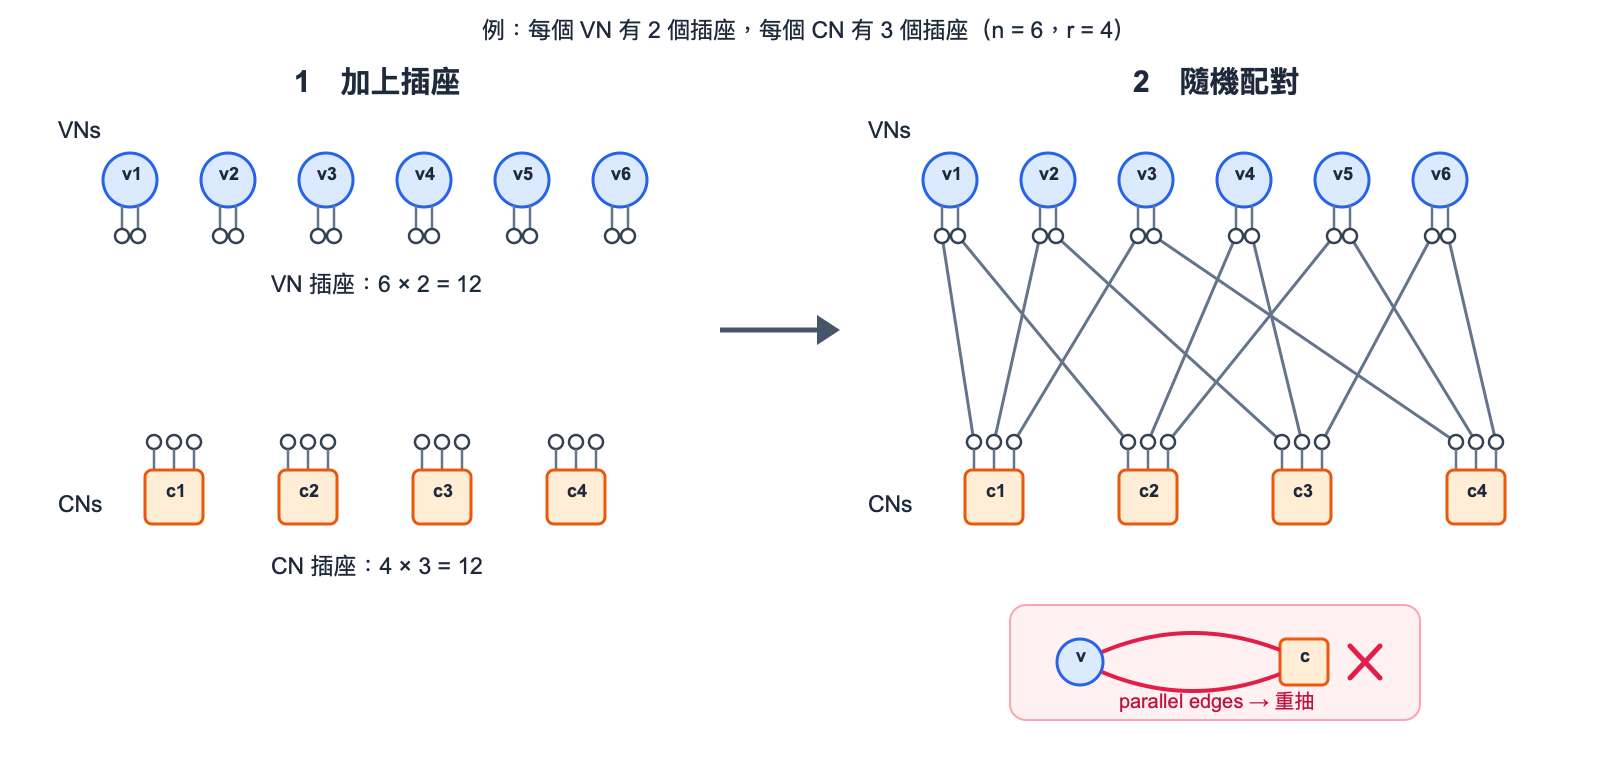 例：每個 VN 有 2 個插座，每個 CN 有 3 個插座（n = 6，r = 4）
1 加上插座
VNs
v1 v2 v3 v4 v5 v6
VN 插座：6 × 2 = 12
c1 c2 c3 c4
CNs
CN 插座：4 × 3 = 12
2 隨機配對
VNs
v1 v2 v3 v4 v5 v6
c1 c2 c3 c4
CNs
v c
parallel edges → 重抽